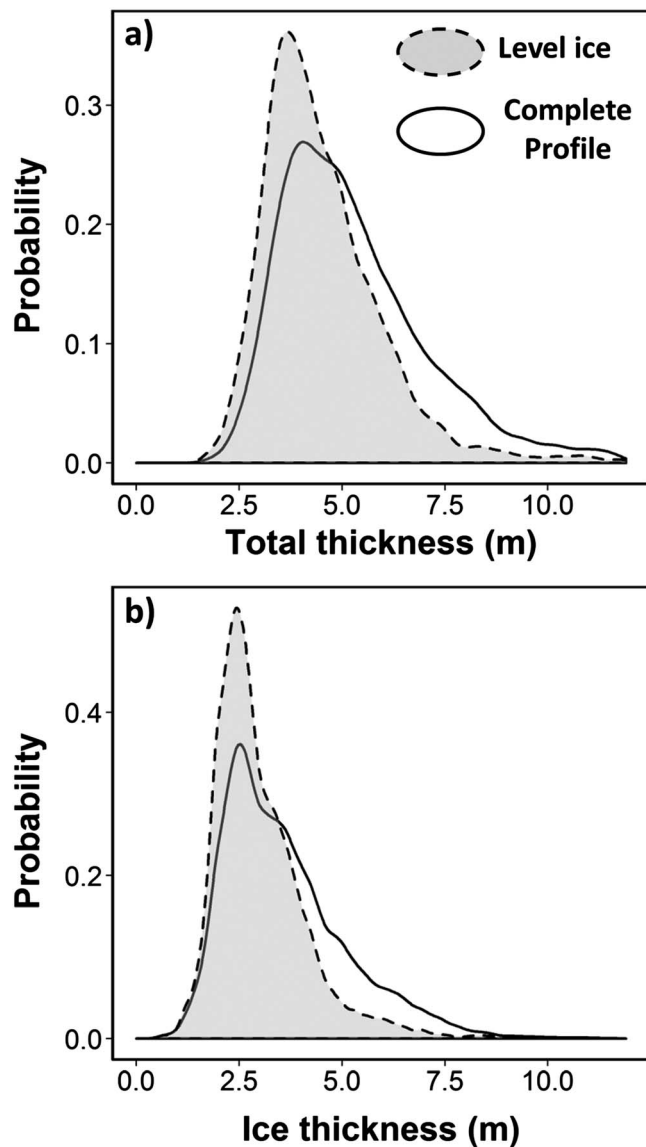 a)
Level ice
Complete
Profile
Probability
0.3
0.2
0.1
0.0
0.0 2.5 5.0 7.5 10.0
Total thickness (m)
b)
Probability
0.4
0.2
0.0
0.0 2.5 5.0 7.5 10.0
Ice thickness (m)